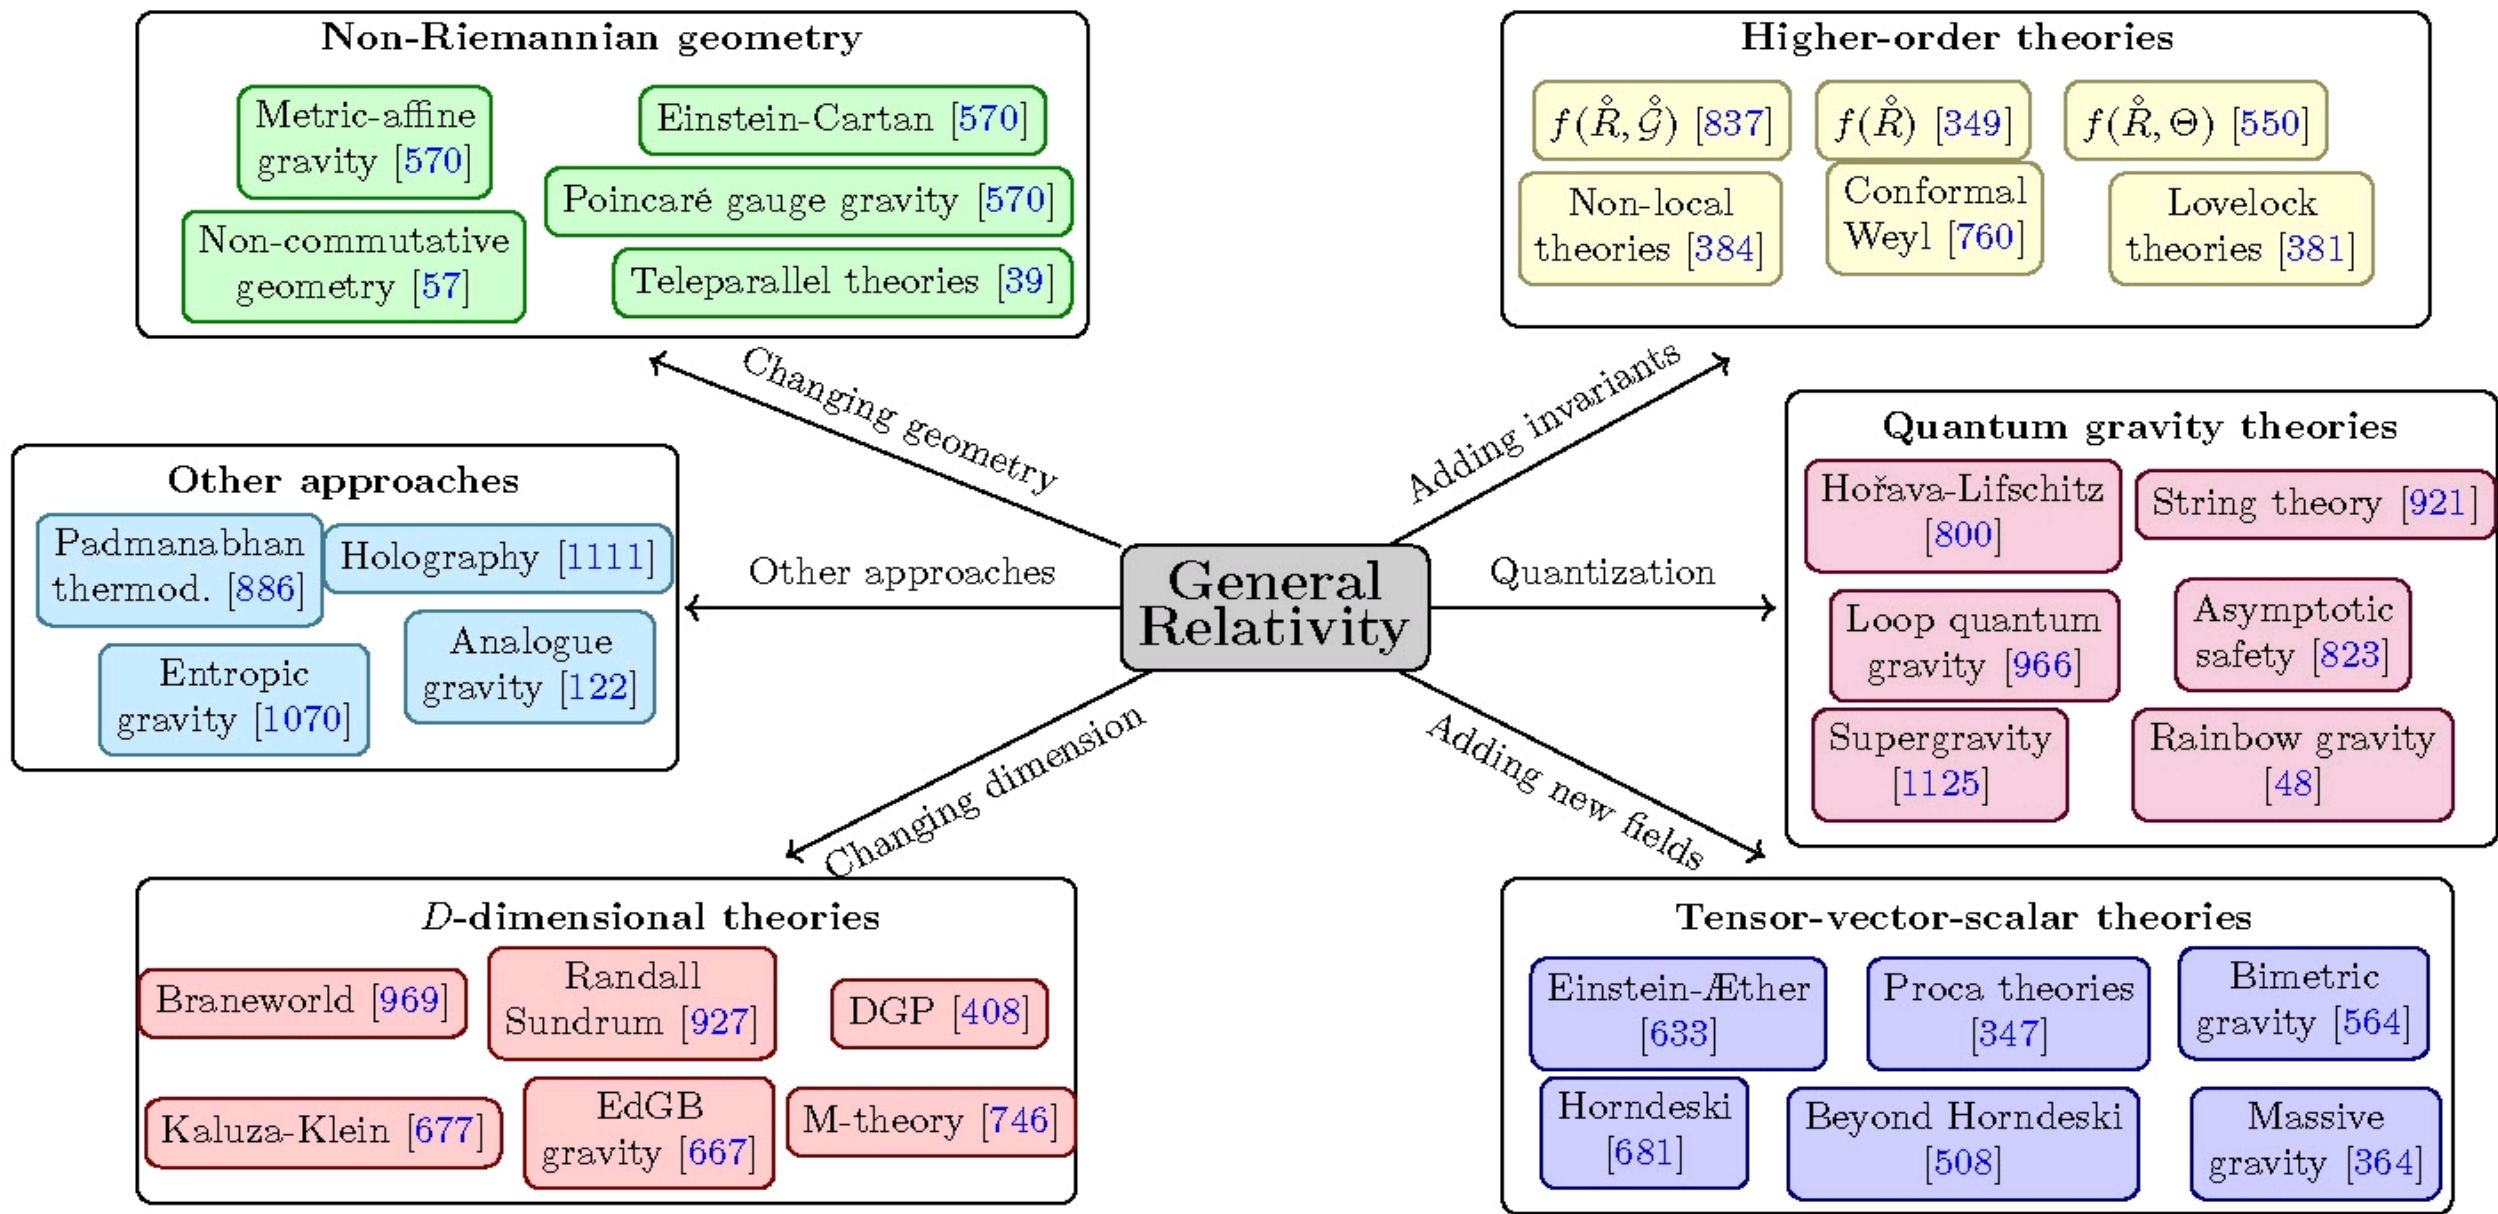 Non-Riemannian geometry
Metric-affine
gravity [570]
Einstein-Cartan [570]
Poincaré gauge gravity [570]
Non-commutative
geometry [57]
Teleparallel theories [39]
Higher-order theories
f(R̊, 𝒢̊) [837]
f(R̊) [349]
f(R̊, Θ) [550]
Non-local
theories [384]
Conformal
Weyl [760]
Lovelock
theories [381]
Changing geometry
Adding invariants
Other approaches
Padmanabhan
thermod. [886]
Holography [1111]
Entropic
gravity [1070]
Analogue
gravity [122]
Other approaches
General
Relativity
Quantization
Quantum gravity theories
Hořava-Lifschitz
[800]
String theory [921]
Loop quantum
gravity [966]
Asymptotic
safety [823]
Supergravity
[1125]
Rainbow gravity
[48]
Changing dimension
Adding new fields
D-dimensional theories
Braneworld [969]
Randall
Sundrum [927]
DGP [408]
Kaluza-Klein [677]
EdGB
gravity [667]
M-theory [746]
Tensor-vector-scalar theories
Einstein-Æther
[633]
Proca theories
[347]
Bimetric
gravity [564]
Horndeski
[681]
Beyond Horndeski
[508]
Massive
gravity [364]